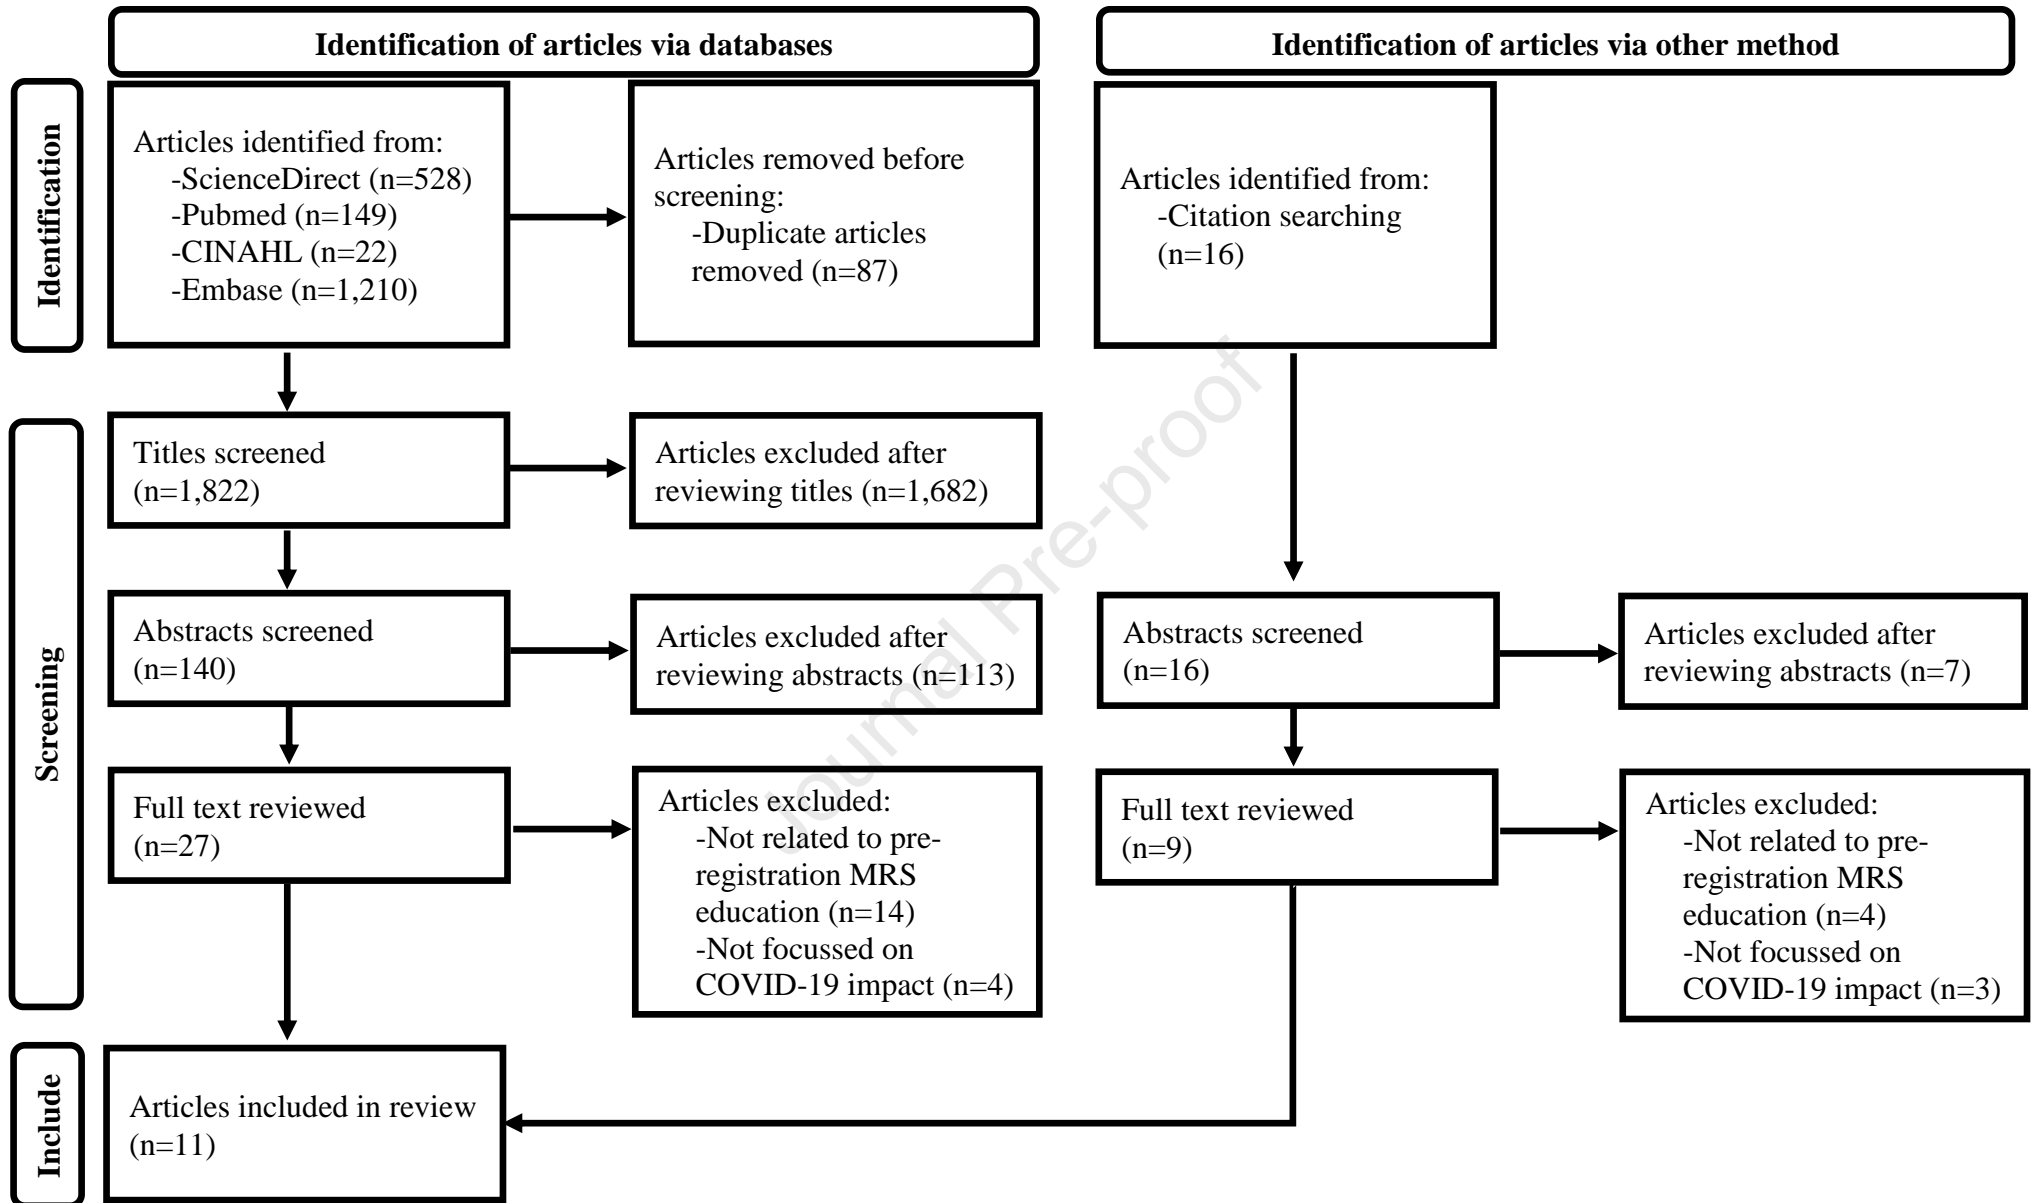 Identification of articles via databases
Identification of articles via other method
Identification
Articles identified from:
-ScienceDirect (n=528)
-Pubmed (n=149)
-CINAHL (n=22)
-Embase (n=1,210)
Articles removed before
screening:
-Duplicate articles
removed (n=87)
Articles identified from:
-Citation searching
(n=16)
Screening
Titles screened
(n=1,822)
Articles excluded after
reviewing titles (n=1,682)
Abstracts screened
(n=140)
Articles excluded after
reviewing abstracts (n=113)
Abstracts screened
(n=16)
Articles excluded after
reviewing abstracts (n=7)
Full text reviewed
(n=27)
Articles excluded:
-Not related to pre-
registration MRS
education (n=14)
-Not focussed on
COVID-19 impact (n=4)
Full text reviewed
(n=9)
Articles excluded:
-Not related to pre-
registration MRS
education (n=4)
-Not focussed on
COVID-19 impact (n=3)
Include
Articles included in review
(n=11)
Journal Pre-proof